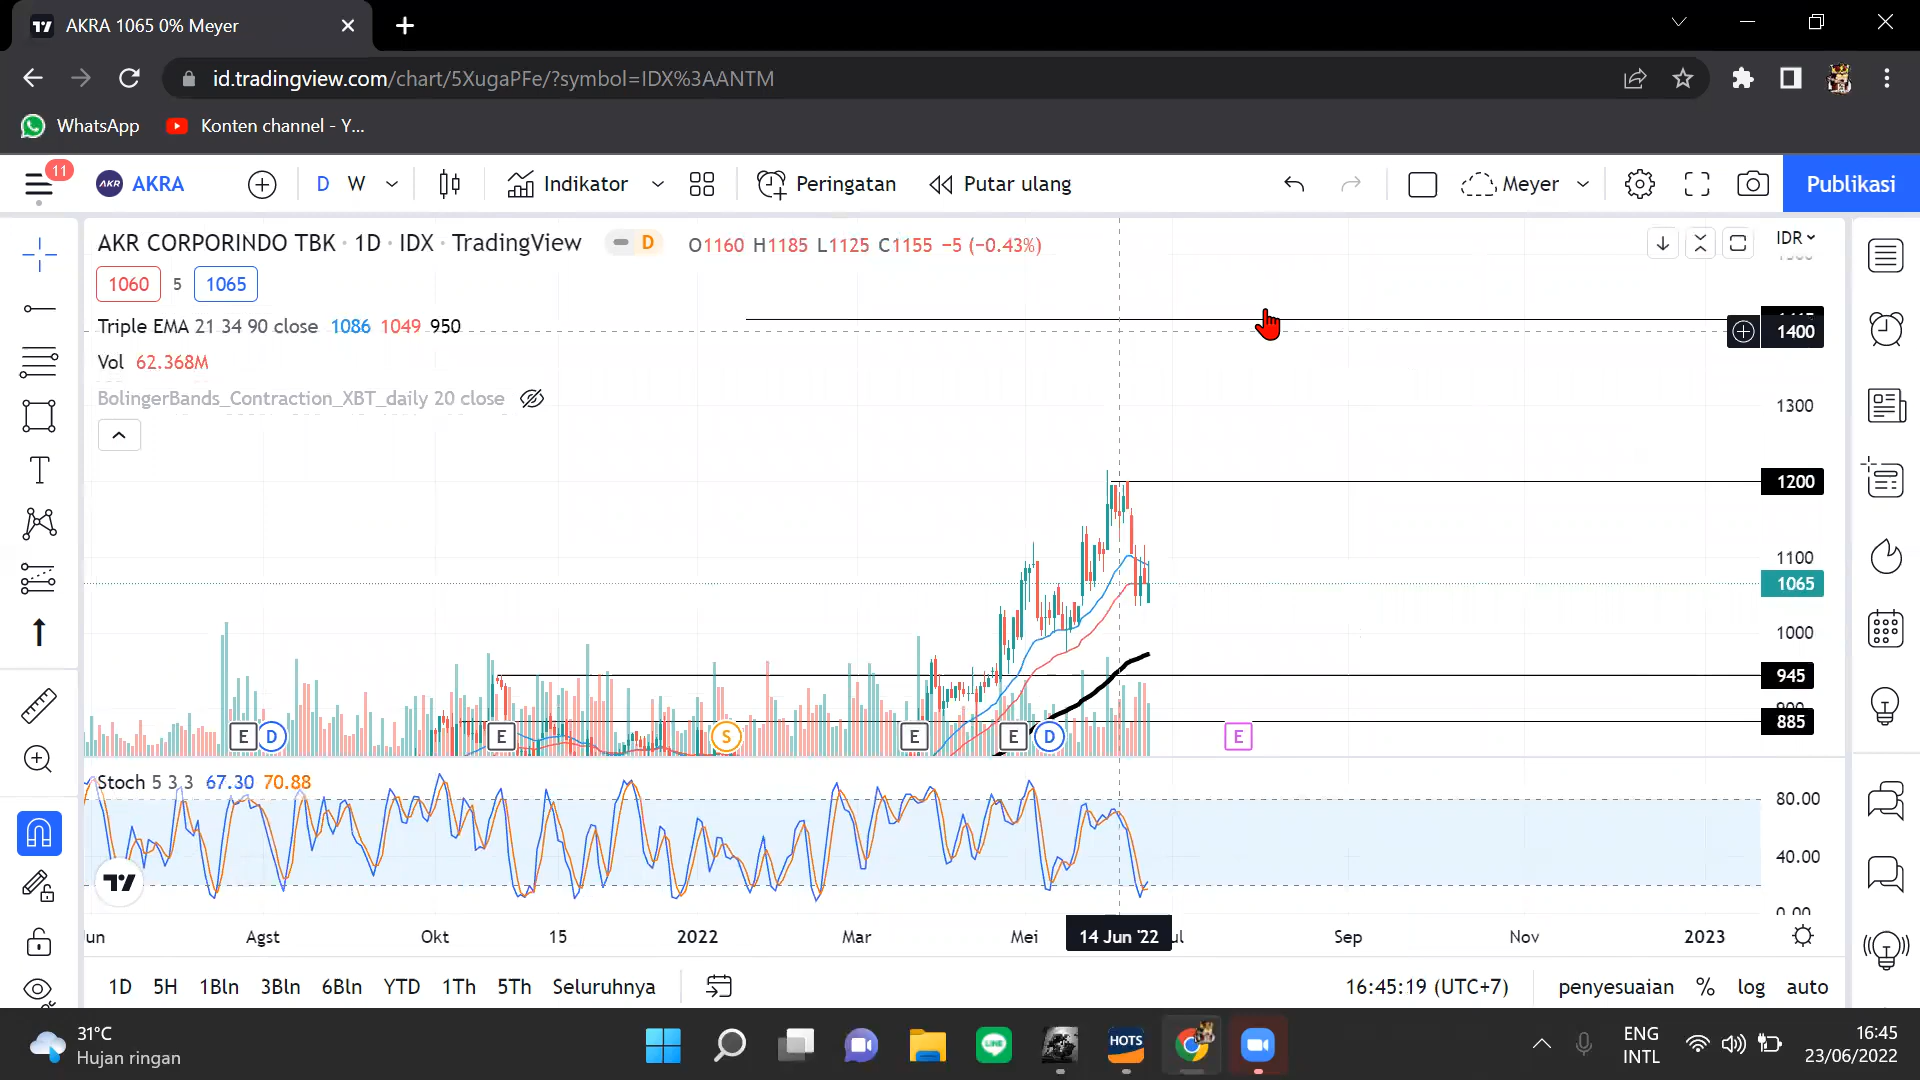 AKRA 1065 0% Meyer
id.tradingview.com/chart/5XugaPFe/?symbol=IDX%3AANTM
WhatsApp
Konten channel - Y...
11
AKR
AKRA
D W
Indikator
Peringatan
Putar ulang
Meyer
Publikasi
AKR CORPORINDO TBK · 1D · IDX · TradingView
D
O1160 H1185 L1125 C1155 −5 (−0.43%)
IDR
1060 5 1065
Triple EMA 21 34 90 close 1086 1049 950
1400
Vol 62.368M
BolingerBands_Contraction_XBT_daily 20 close
1300
1200
1100
1065
1000
945
885
E D E S E E D E
Stoch 5 3 3 67.30 70.88
80.00
40.00
0.00
Agst Okt 15 2022 Mar Mei 14 Jun '22 Sep Nov 2023
1D 5H 1Bln 3Bln 6Bln YTD 1Th 5Th Seluruhnya
16:45:19 (UTC+7)
penyesuaian % log auto
31°C
Hujan ringan
LINE
HOTS
ENG
INTL
16:45
23/06/2022